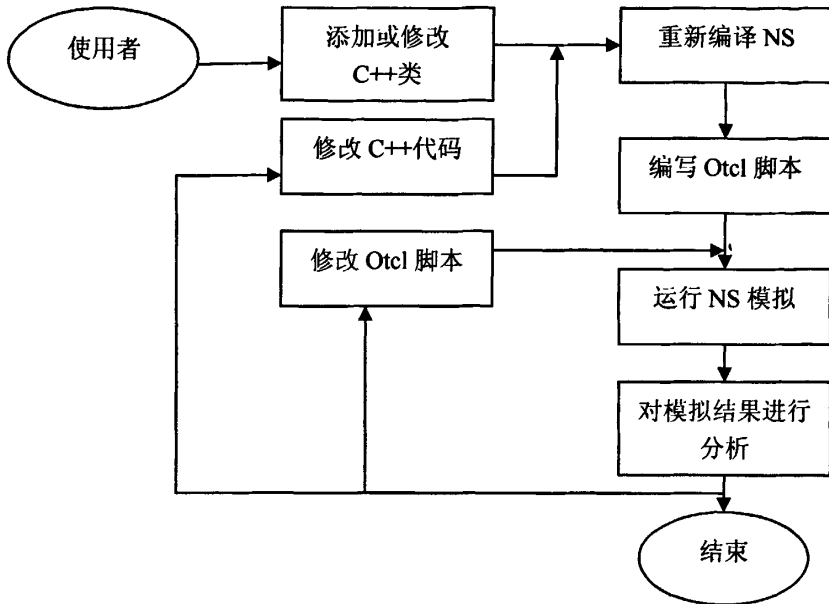 使用者
添加或修改
C++类
重新编译 NS
修改 C++代码
编写 Otcl 脚本
修改 Otcl 脚本
运行 NS 模拟
对模拟结果进行
分析
结束